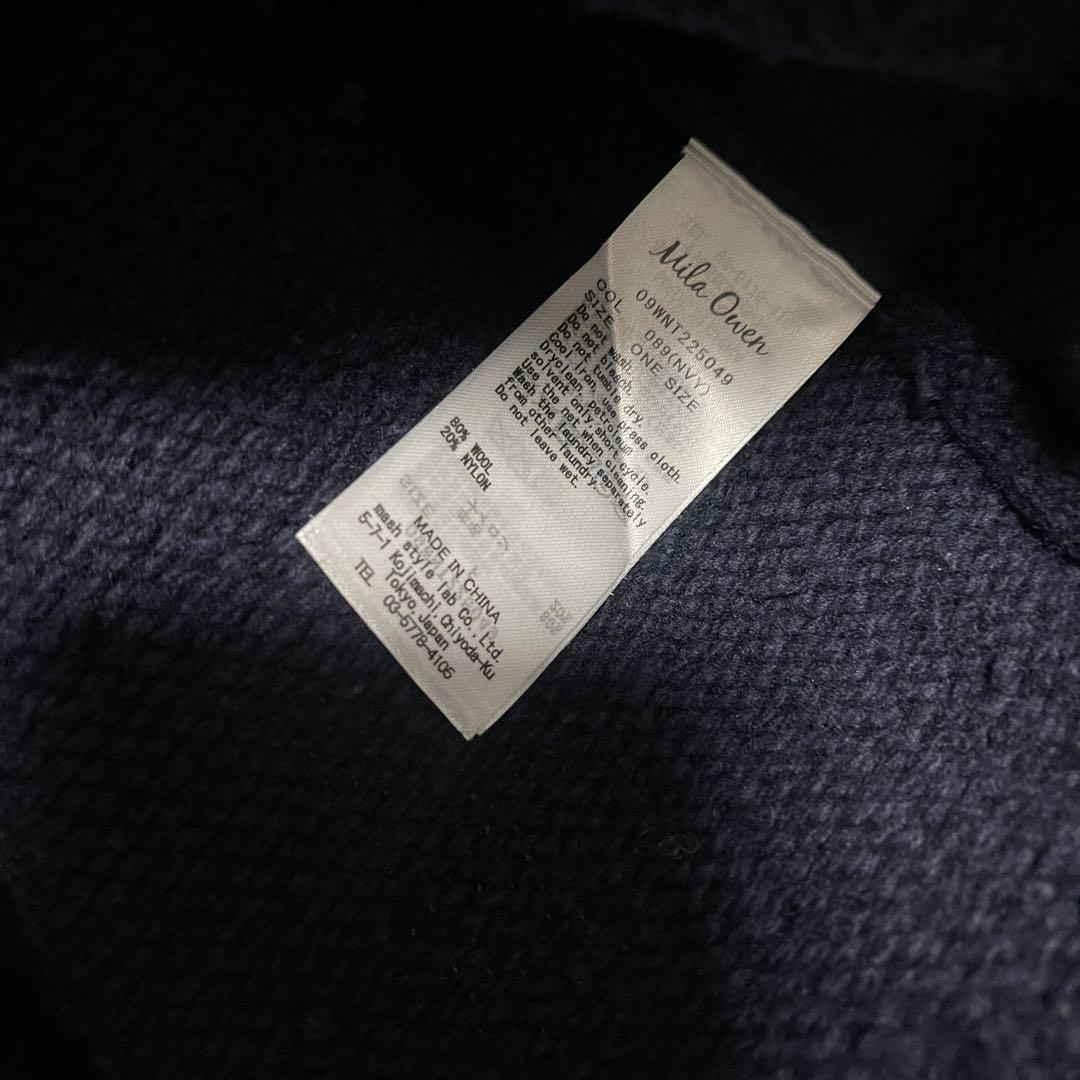 Mila Owen
09WNT225049
COL 089(NVY)
SIZE ONE SIZE
Do not wash.
Do not bleach.
Do not tumble dry.
Cool iron, use press cloth.
Dryclean, petroleum
solvent only,short cycle.
Use the net when cleaning.
Wash the laundry separately
from other laundry.
Do not leave wet.
80% WOOL
20% NYLON
MADE IN CHINA
mash style lab Co., Ltd.
5-7-1 Kojimachi, Chiyoda-Ku
Tokyo, Japan
TEL 03-5778-4105